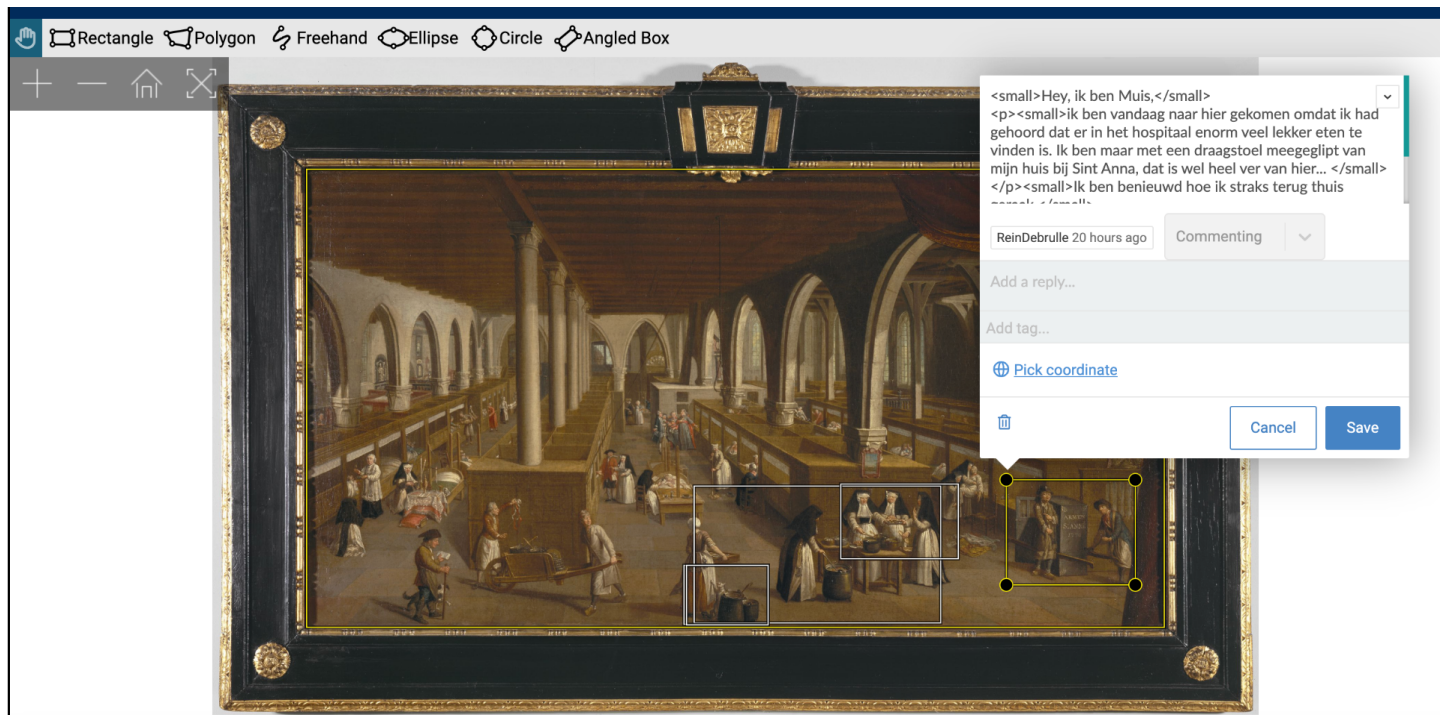 Rectangle Polygon Freehand Ellipse Circle Angled Box
<small>Hey, ik ben Muis,</small>
<p><small>ik ben vandaag naar hier gekomen omdat ik had
gehoord dat er in het hospitaal enorm veel lekker eten te
vinden is. Ik ben maar met een draagstoel meegeglipt van
mijn huis bij Sint Anna, dat is wel heel ver van hier... </small>
</p><small>Ik ben benieuwd hoe ik straks terug thuis
ReinDebrulle 20 hours ago
Commenting
Add a reply...
Add tag...
Pick coordinate
Cancel
Save